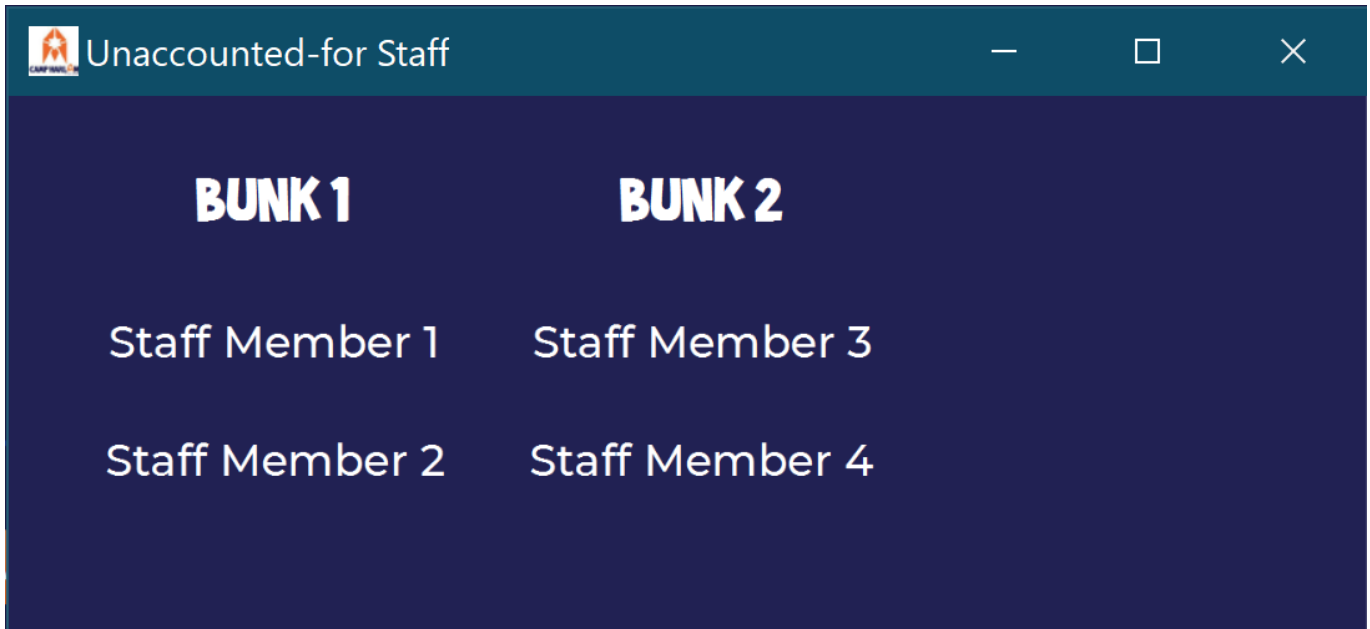 Unaccounted-for Staff
BUNK 1 BUNK 2
Staff Member 1 Staff Member 3
Staff Member 2 Staff Member 4